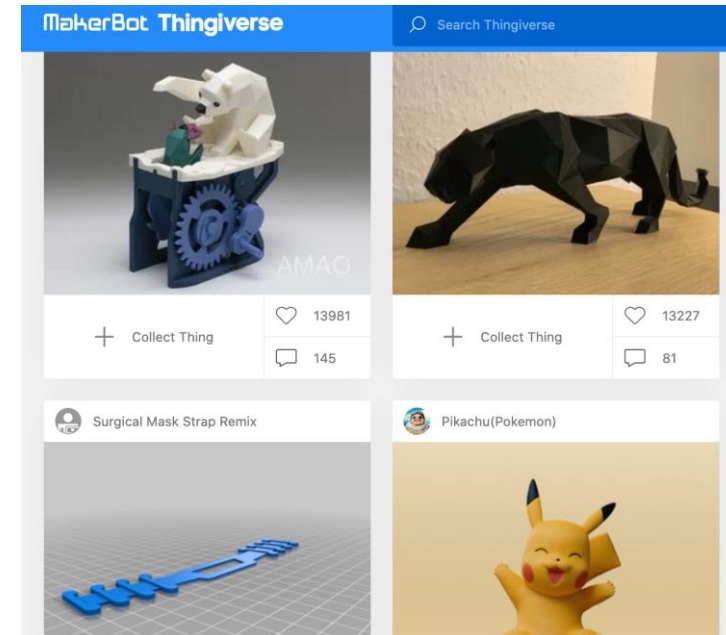 MakerBot Thingiverse
Search Thingiverse
AMAO
Collect Thing
13981
145
Collect Thing
13227
81
Surgical Mask Strap Remix
Pikachu(Pokemon)